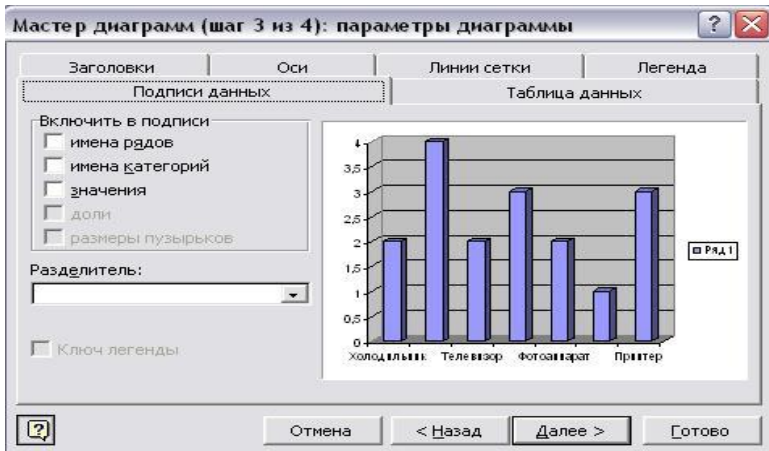 Мастер диаграмм (шаг 3 из 4): параметры диаграммы
Заголовки Оси Линии сетки Легенда
Подписи данных Таблица данных
Включить в подписи
имена рядов
имена категорий
значения
доли
размеры пузырьков
Разделитель:
Ключ легенды
4
3,5
3
2,5
2
1,5
1
0,5
0
Холодильник Телевизор Фотоаппарат Принтер
Ряд1
Отмена < Назад Далее > Готово